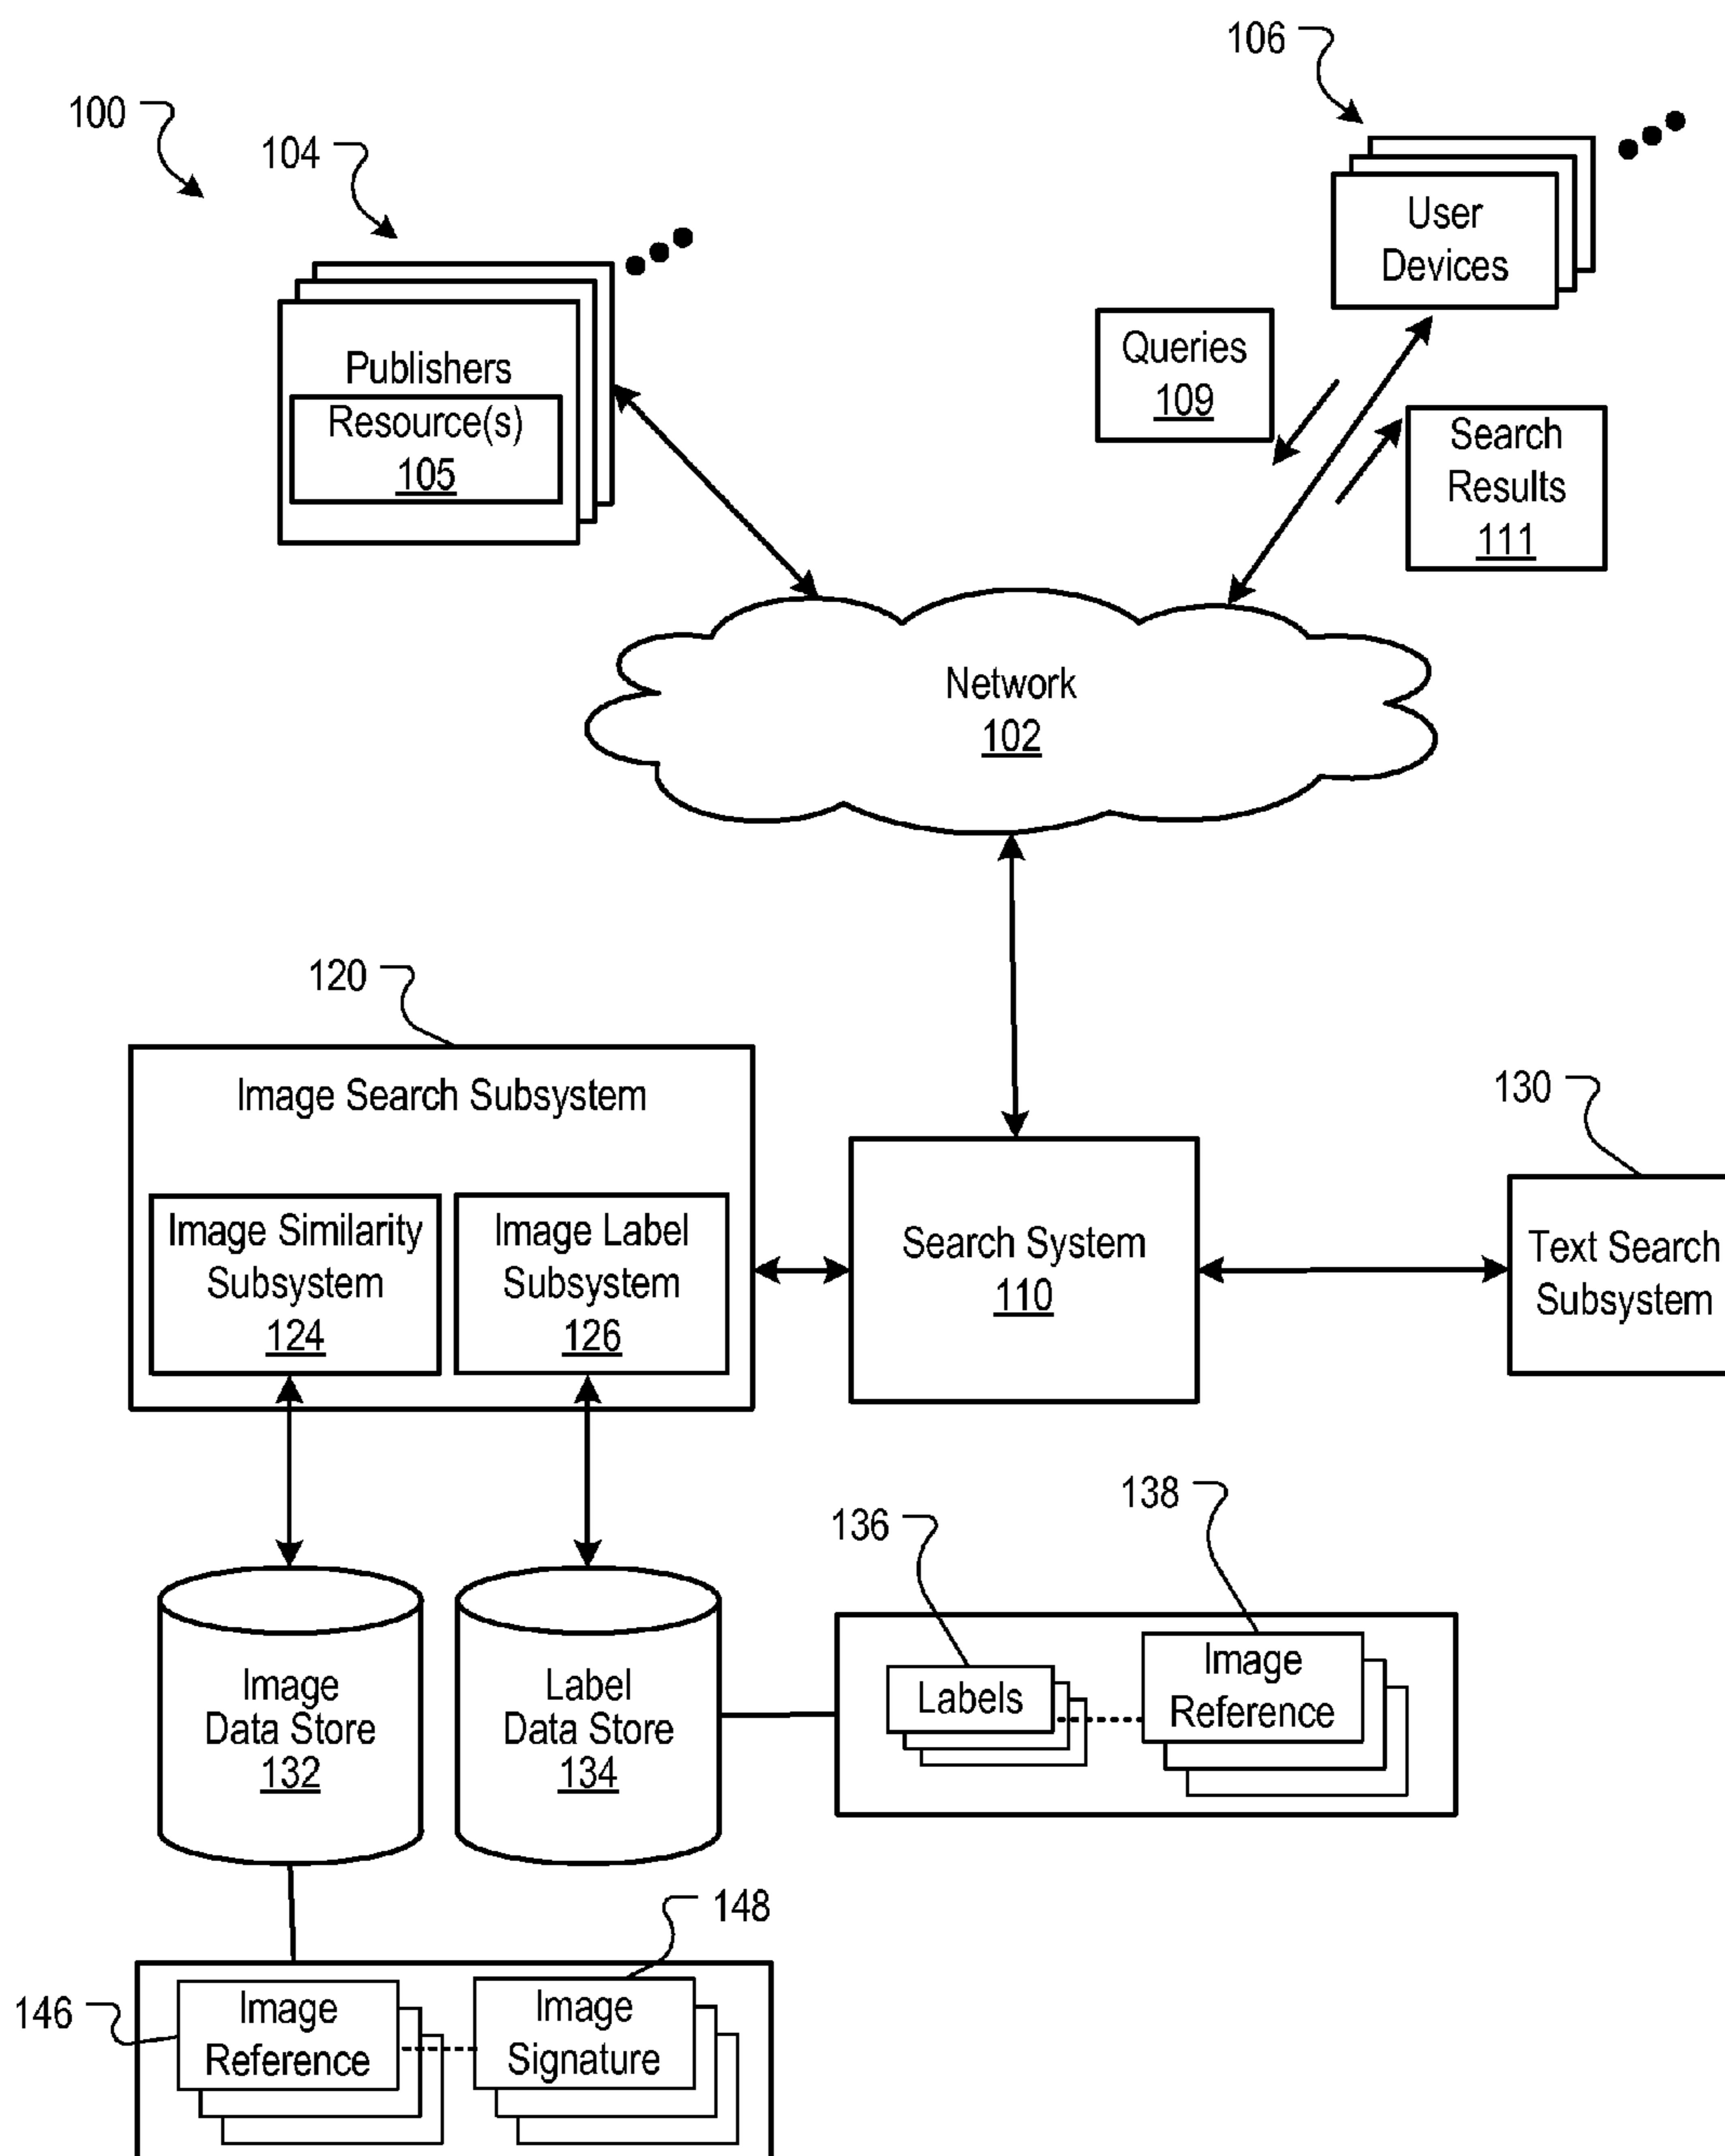 106
100
104
User
Devices
Queries
109
Publishers
Resource(s)
105
Search
Results
111
Network
102
120
Image Search Subsystem
130
Image Similarity
Subsystem
124
Image Label
Subsystem
126
Search System
110
Text Search
Subsystem
138
136
Image
Data Store
132
Label
Data Store
134
Labels
Image
Reference
148
146
Image
Reference
Image
Signature